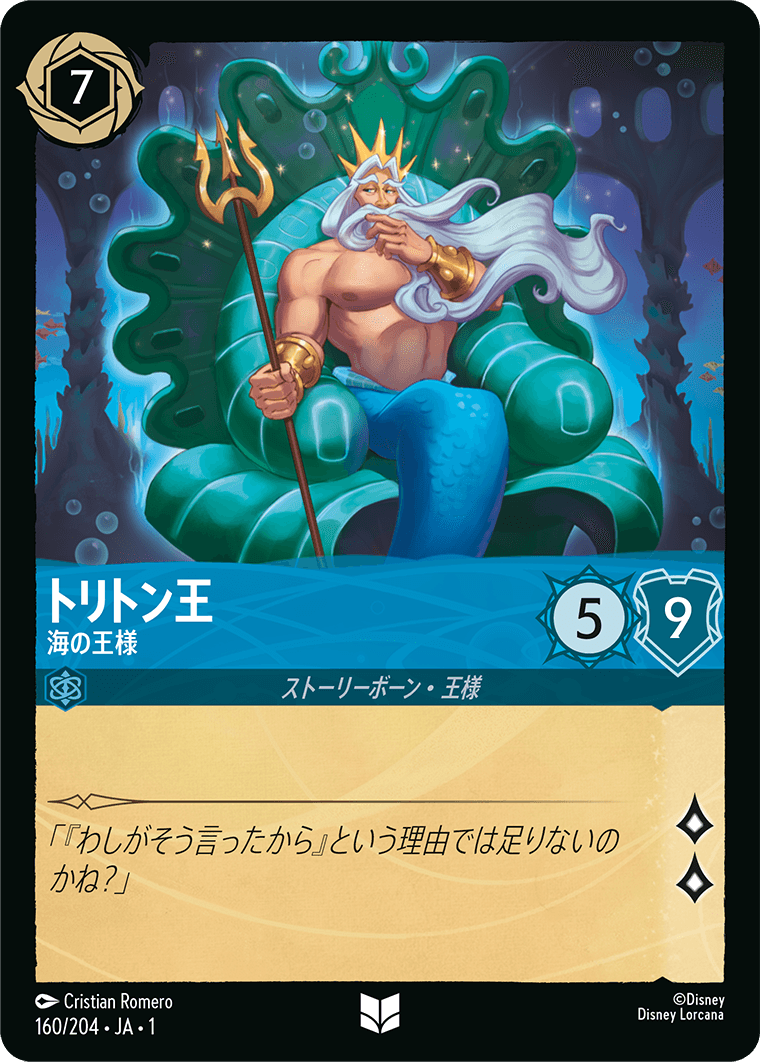 7
トリトン王
海の王様
5
9
ストーリーボーン・王様
「『わしがそう言ったから』という理由では足りないの
かね？」
Cristian Romero
160/204・JA・1
©Disney
Disney Lorcana